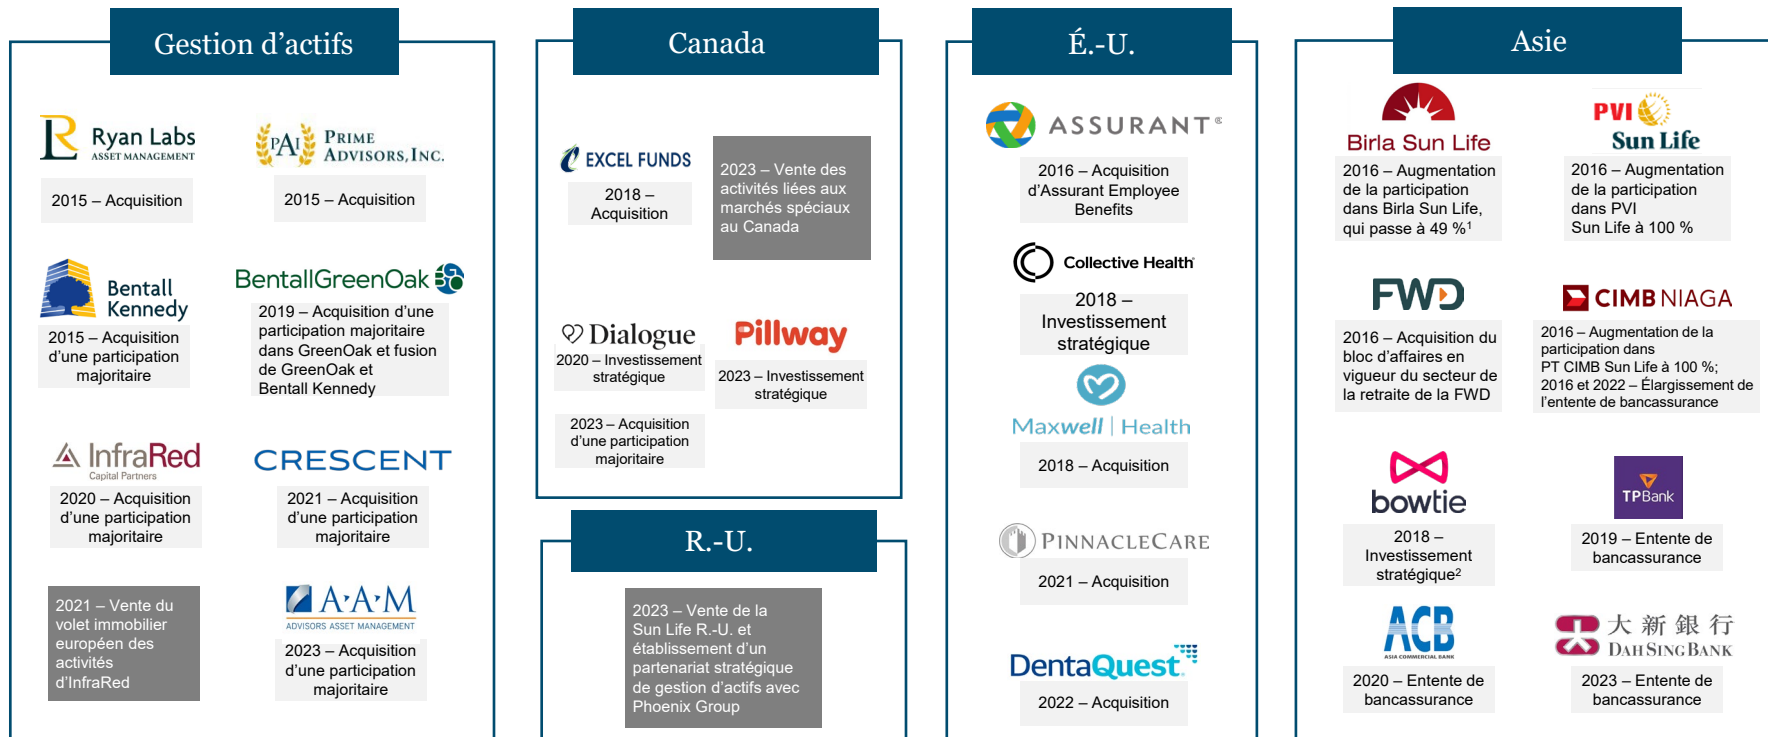 Gestion d’actifs
Ryan Labs
ASSET MANAGEMENT
2015 – Acquisition
PAI
PRIME
ADVISORS, INC.
2015 – Acquisition
Bentall
Kennedy
2015 – Acquisition
d’une participation
majoritaire
BentallGreenOak
2019 – Acquisition d’une
participation majoritaire
dans GreenOak et fusion
de GreenOak et
Bentall Kennedy
InfraRed
Capital Partners
2020 – Acquisition
d’une participation
majoritaire
CRESCENT
2021 – Acquisition
d’une participation
majoritaire
2021 – Vente du
volet immobilier
européen des
activités
d’InfraRed
A·A·M
ADVISORS ASSET MANAGEMENT
2023 – Acquisition
d’une participation
majoritaire
Canada
EXCEL FUNDS
2018 –
Acquisition
2023 – Vente des
activités liées aux
marchés spéciaux
au Canada
Dialogue
2020 – Investissement
stratégique
2023 – Acquisition
d’une participation
majoritaire
Pillway
2023 – Investissement
stratégique
R.-U.
2023 – Vente de la
Sun Life R.-U. et
établissement d’un
partenariat stratégique
de gestion d’actifs avec
Phoenix Group
É.-U.
ASSURANT®
2016 – Acquisition
d’Assurant Employee
Benefits
Collective Health
2018 –
Investissement
stratégique
Maxwell | Health
2018 – Acquisition
PINNACLECARE
2021 – Acquisition
DentaQuest
2022 – Acquisition
Asie
Birla Sun Life
2016 – Augmentation
de la participation
dans Birla Sun Life,
qui passe à 49 %¹
PVI
Sun Life
2016 – Augmentation
de la participation
dans PVI
Sun Life à 100 %
FWD
2016 – Acquisition du
bloc d’affaires en
vigueur du secteur de
la retraite de la FWD
CIMB NIAGA
2016 – Augmentation de la
participation dans
PT CIMB Sun Life à 100 %;
2016 et 2022 – Élargissement de
l’entente de bancassurance
bowtie
2018 –
Investissement
stratégique²
TPBank
2019 – Entente de
bancassurance
ACB
ASIA COMMERCIAL BANK
2020 – Entente de
bancassurance
大新銀行
DAH SING BANK
2023 – Entente de
bancassurance